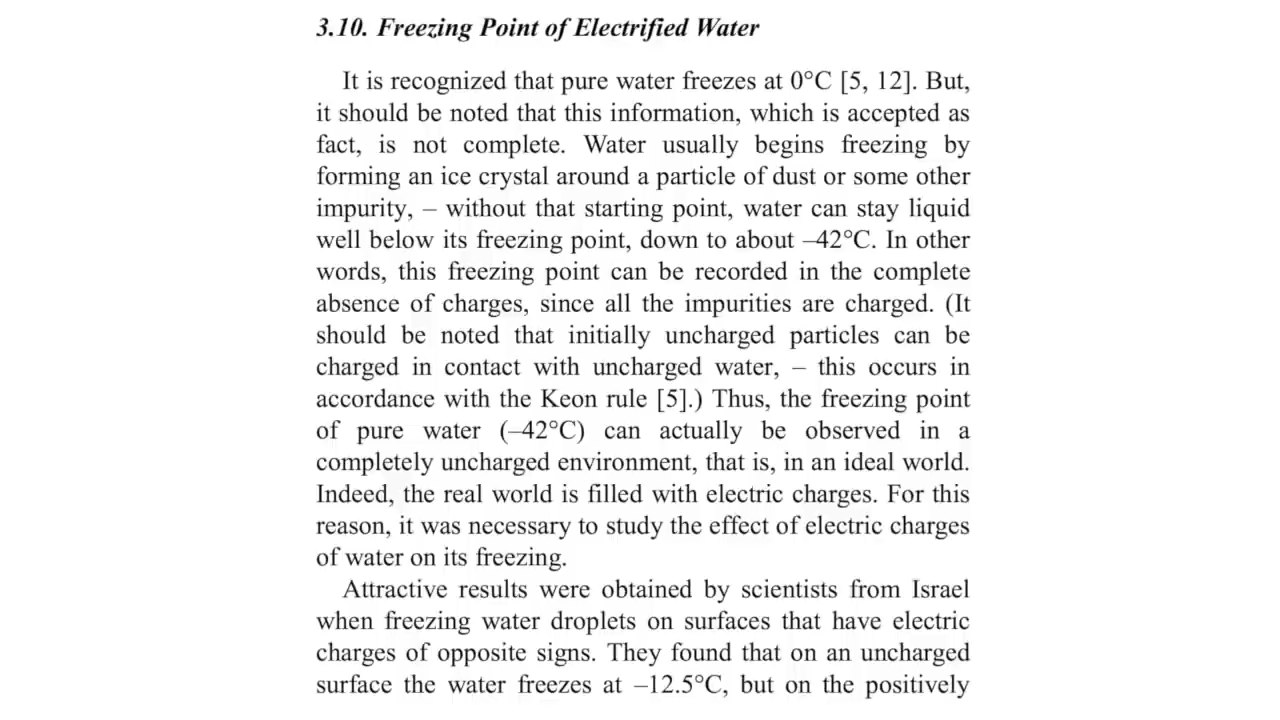 3.10. Freezing Point of Electrified Water
It is recognized that pure water freezes at 0°C [5, 12]. But,
it should be noted that this information, which is accepted as
fact, is not complete. Water usually begins freezing by
forming an ice crystal around a particle of dust or some other
impurity, – without that starting point, water can stay liquid
well below its freezing point, down to about –42°C. In other
words, this freezing point can be recorded in the complete
absence of charges, since all the impurities are charged. (It
should be noted that initially uncharged particles can be
charged in contact with uncharged water, – this occurs in
accordance with the Keon rule [5].) Thus, the freezing point
of pure water (–42°C) can actually be observed in a
completely uncharged environment, that is, in an ideal world.
Indeed, the real world is filled with electric charges. For this
reason, it was necessary to study the effect of electric charges
of water on its freezing.
Attractive results were obtained by scientists from Israel
when freezing water droplets on surfaces that have electric
charges of opposite signs. They found that on an uncharged
surface the water freezes at –12.5°C, but on the positively